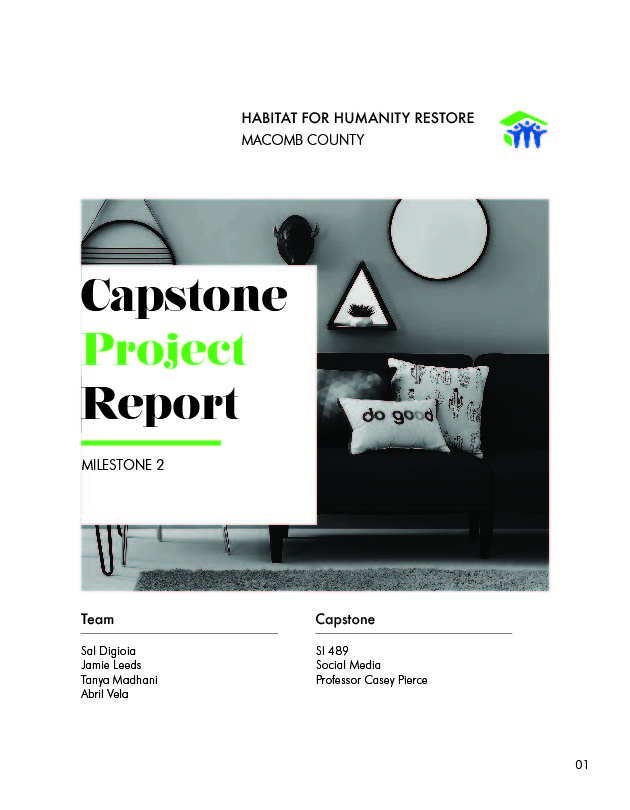 HABITAT FOR HUMANITY RESTORE
MACOMB COUNTY
Capstone
Project
Report
MILESTONE 2
do good
Team
Sal Digioia
Jamie Leeds
Tanya Madhani
Abril Vela
Capstone
SI 489
Social Media
Professor Casey Pierce
01